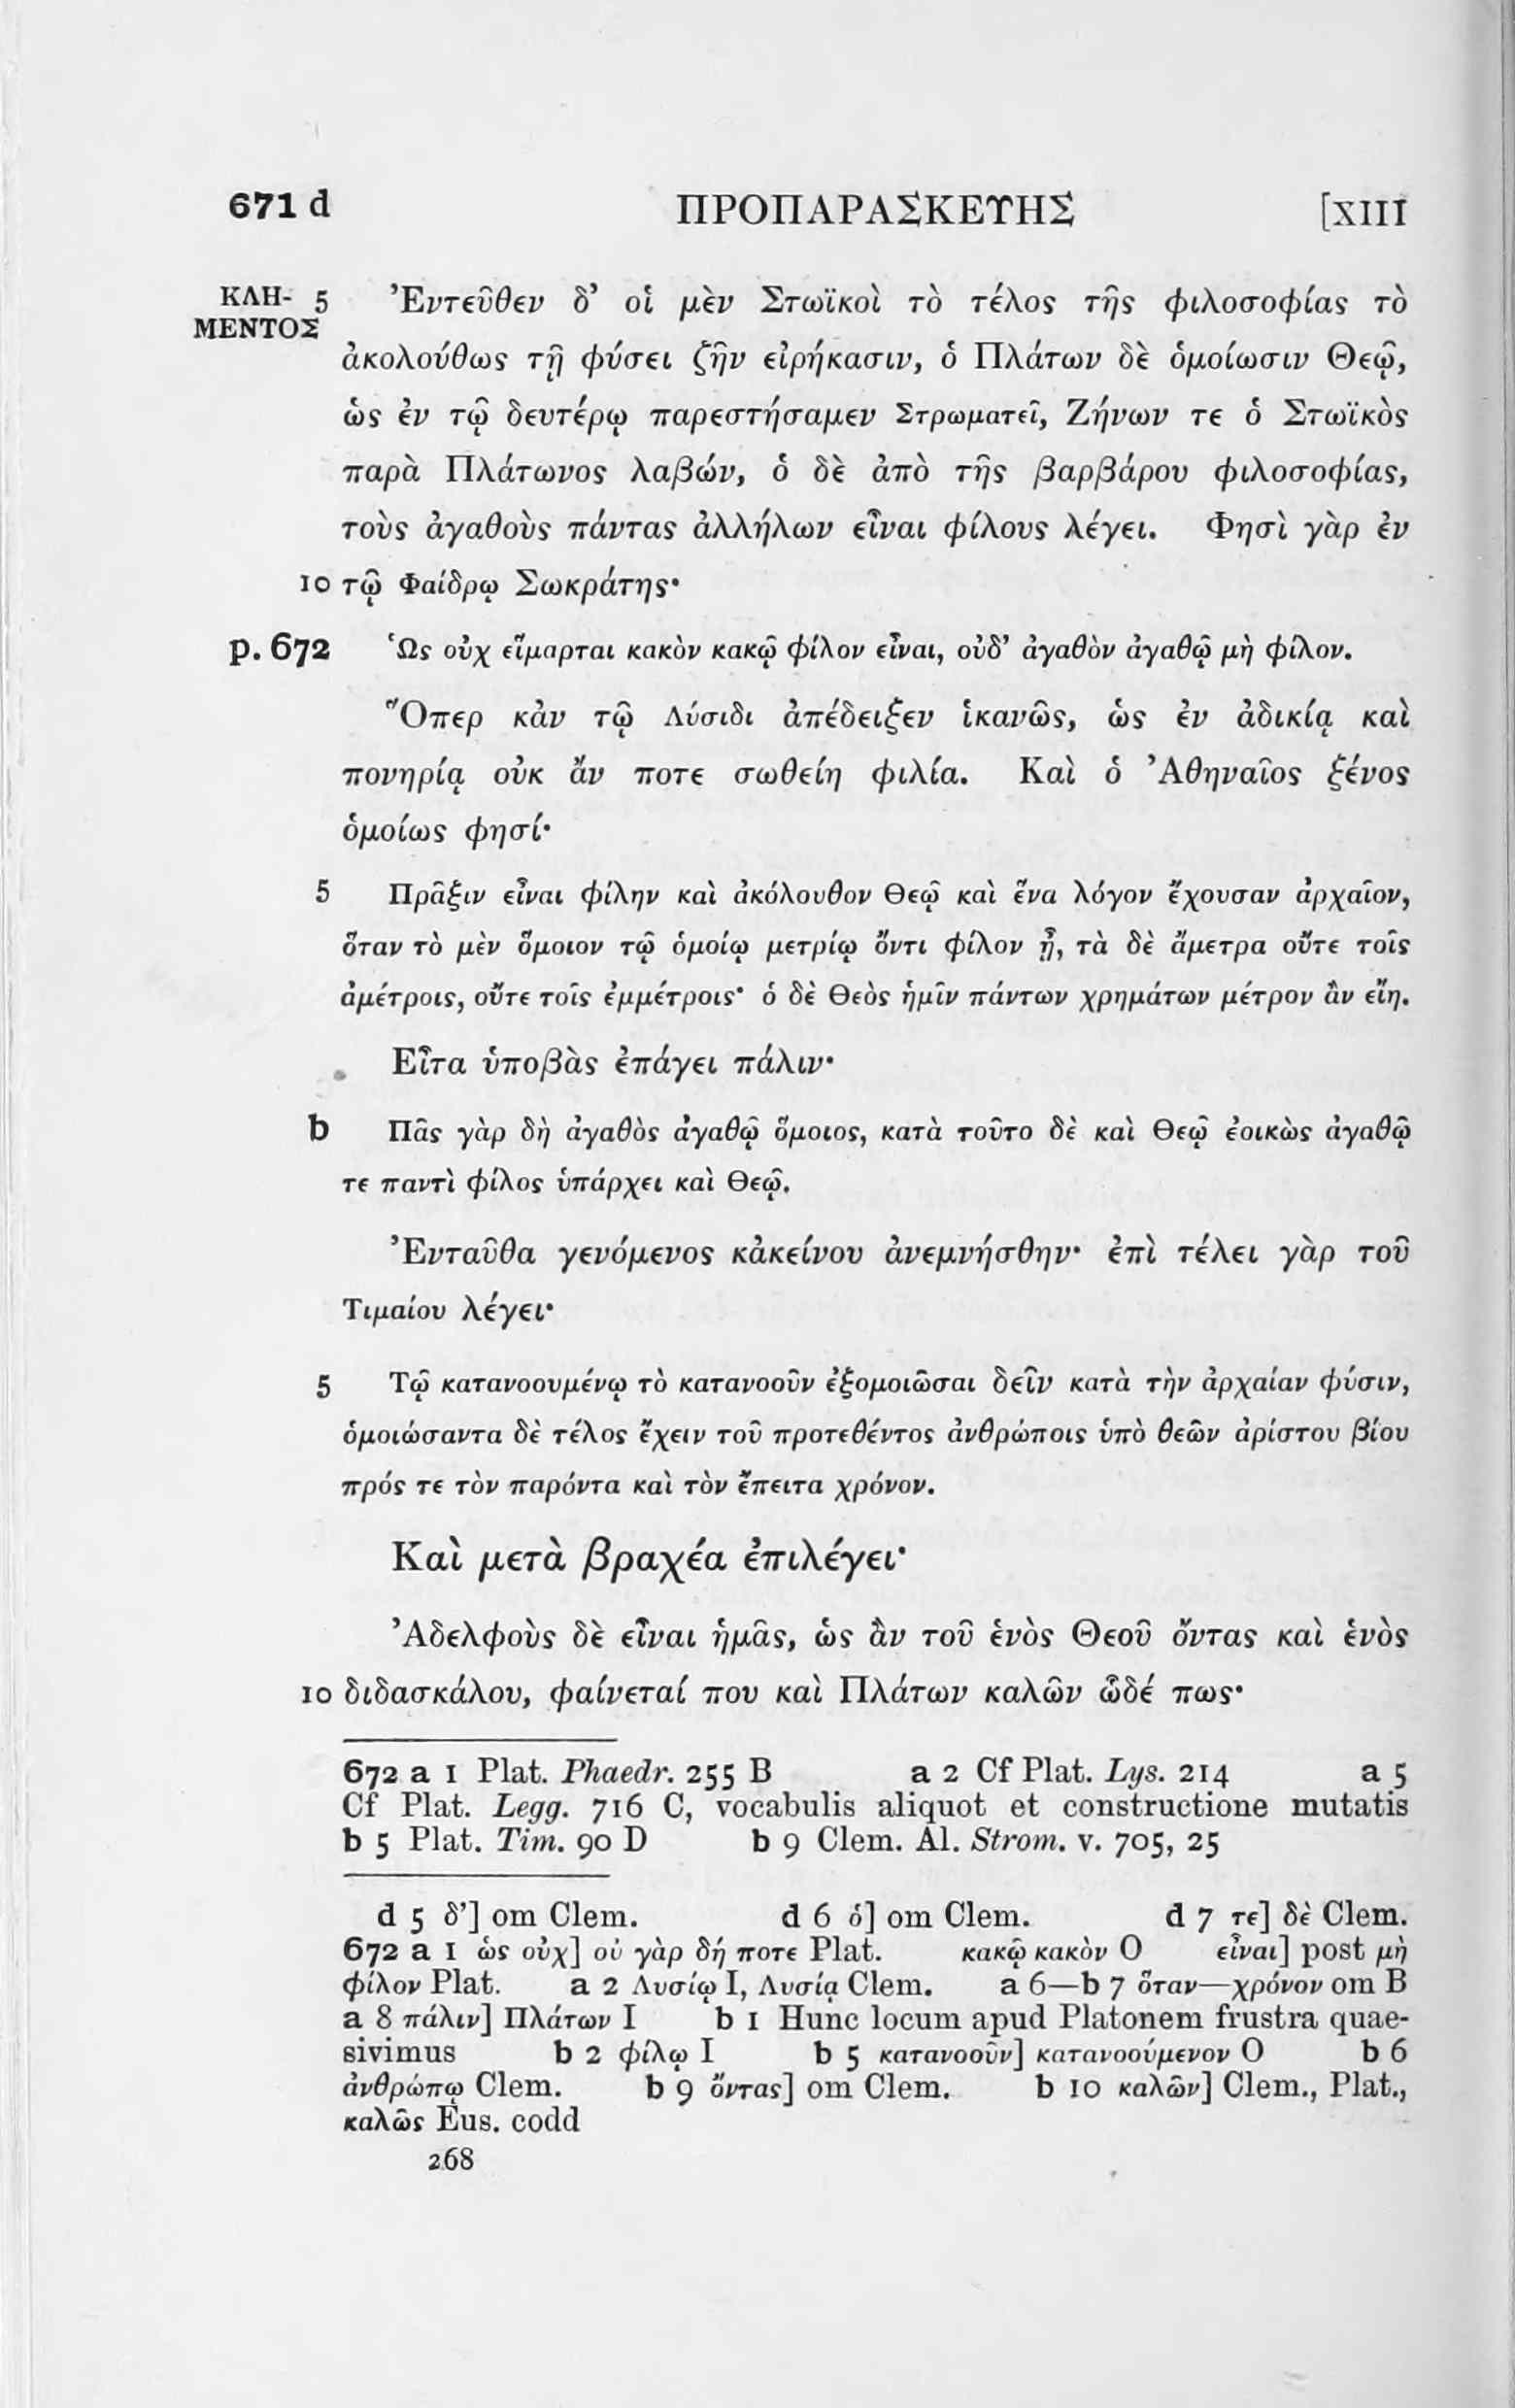 671 d ΠΡΟΠΑΡΑΣΚΕΥΗΣ [XIII
ΚΛΗ- 5 Ἐντεῦθεν δ’ οἱ μὲν Στωϊκοὶ τὸ τέλος τῆς φιλοσοφίας τὸ
ΜΕΝΤΟΣ
ἀκολούθως τῇ φύσει ζῆν εἰρήκασιν, ὁ Πλάτων δὲ ὁμοίωσιν Θεῷ,
ὡς ἐν τῷ δευτέρῳ παρεστήσαμεν Στρωματεῖ, Ζήνων τε ὁ Στωϊκὸς
παρὰ Πλάτωνος λαβών, ὁ δὲ ἀπὸ τῆς βαρβάρου φιλοσοφίας,
τοὺς ἀγαθοὺς πάντας ἀλλήλων εἶναι φίλους λέγει. Φησὶ γὰρ ἐν
10 τῷ Φαίδρῳ Σωκράτης·
p. 672 Ὡς οὐχ εἵμαρται κακὸν κακῷ φίλον εἶναι, οὐδ’ ἀγαθὸν ἀγαθῷ μὴ φίλον.
Ὅπερ κἀν τῷ Λύσιδι ἀπέδειξεν ἱκανῶς, ὡς ἐν ἀδικίᾳ καὶ
πονηρίᾳ οὐκ ἄν ποτε σωθείη φιλία. Καὶ ὁ Ἀθηναῖος ξένος
ὁμοίως φησί·
5 Πρᾶξιν εἶναι φίλην καὶ ἀκόλουθον Θεῷ καὶ ἕνα λόγον ἔχουσαν ἀρχαῖον,
ὅταν τὸ μὲν ὅμοιον τῷ ὁμοίῳ μετρίῳ ὄντι φίλον ᾖ, τὰ δὲ ἄμετρα οὔτε τοῖς
ἀμέτροις, οὔτε τοῖς ἐμμέτροις· ὁ δὲ Θεὸς ἡμῖν πάντων χρημάτων μέτρον ἂν εἴη.
Εἶτα ὑποβὰς ἐπάγει πάλιν·
b Πᾶς γὰρ δὴ ἀγαθὸς ἀγαθῷ ὅμοιος, κατὰ τοῦτο δὲ καὶ Θεῷ ἐοικὼς ἀγαθῷ
τε παντὶ φίλος ὑπάρχει καὶ Θεῷ.
Ἐνταῦθα γενόμενος κἀκείνου ἀνεμνήσθην· ἐπὶ τέλει γὰρ τοῦ
Τιμαίου λέγει·
5 Τῷ κατανοουμένῳ τὸ κατανοοῦν ἐξομοιῶσαι δεῖν κατὰ τὴν ἀρχαίαν φύσιν,
ὁμοιώσαντα δὲ τέλος ἔχειν τοῦ προτεθέντος ἀνθρώποις ὑπὸ θεῶν ἀρίστου βίου
πρός τε τὸν παρόντα καὶ τὸν ἔπειτα χρόνον.
Καὶ μετὰ βραχέα ἐπιλέγει·
Ἀδελφοὺς δὲ εἶναι ἡμᾶς, ὡς ἂν τοῦ ἑνὸς Θεοῦ ὄντας καὶ ἑνὸς
10 διδασκάλου, φαίνεταί που καὶ Πλάτων καλῶν ὧδέ πως·
672 a 1 Plat. Phaedr. 255 B a 2 Cf Plat. Lys. 214 a 5
Cf Plat. Legg. 716 C, vocabulis aliquot et constructione mutatis
b 5 Plat. Tim. 90 D b 9 Clem. Al. Strom. v. 705, 25
d 5 δ’] om Clem. d 6 ὁ] om Clem. d 7 τε] δὲ Clem.
672 a 1 ὡς οὐχ] οὐ γὰρ δή ποτε Plat. κακῷ κακὸν O εἶναι] post μὴ
φίλον Plat. a 2 Λυσίῳ I, Λυσίᾳ Clem. a 6—b 7 ὅταν—χρόνον om B
a 8 πάλιν] Πλάτων I b 1 Hunc locum apud Platonem frustra quae-
sivimus b 2 φίλῳ I b 5 κατανοοῦν] κατανοούμενον O b 6
ἀνθρώπῳ Clem. b 9 ὄντας] om Clem. b 10 καλῶν] Clem., Plat.,
καλῶς Eus. codd
268